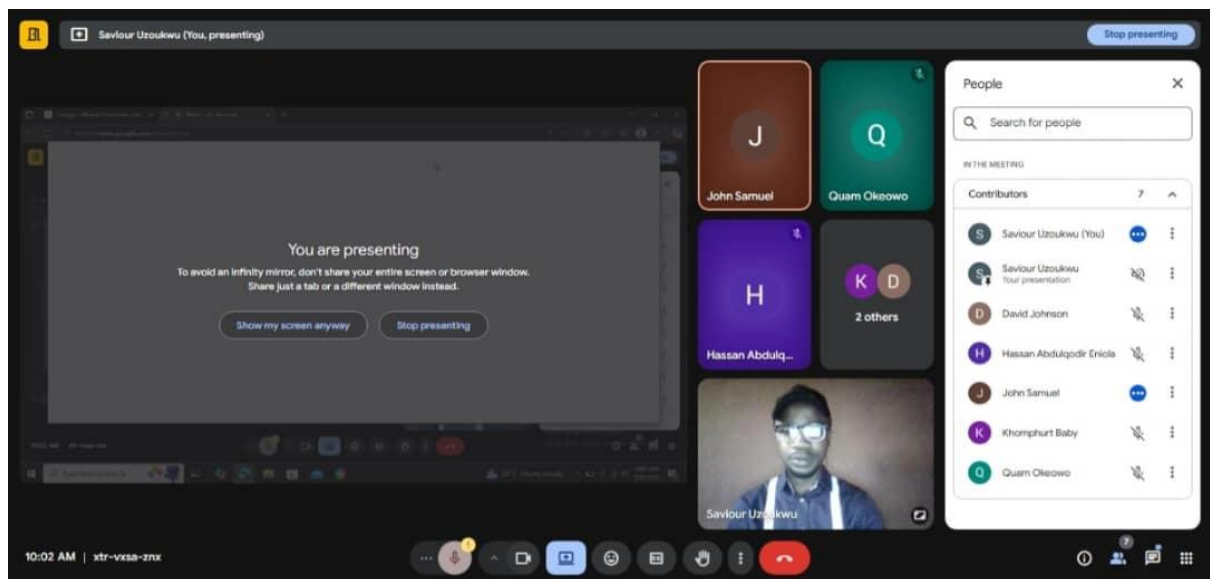 Saviour Uzoukwu (You, presenting)
Stop presenting
You are presenting
To avoid an infinity mirror, don't share your entire screen or browser window.
Share just a tab or a different window instead.
Show my screen anyway
Stop presenting
J
John Samuel
Q
Quam Okeowo
H
Hassan Abdulq...
K D
2 others
Saviour Uzoukwu
People
Search for people
IN THE MEETING
Contributors 7
S Saviour Uzoukwu (You)
S Saviour Uzoukwu
Your presentation
D David Johnson
H Hassan Abdulqodir Eniola
J John Samuel
K Khomphurt Baby
Q Quam Okeowo
10:02 AM | xtr-vxsa-znx
7